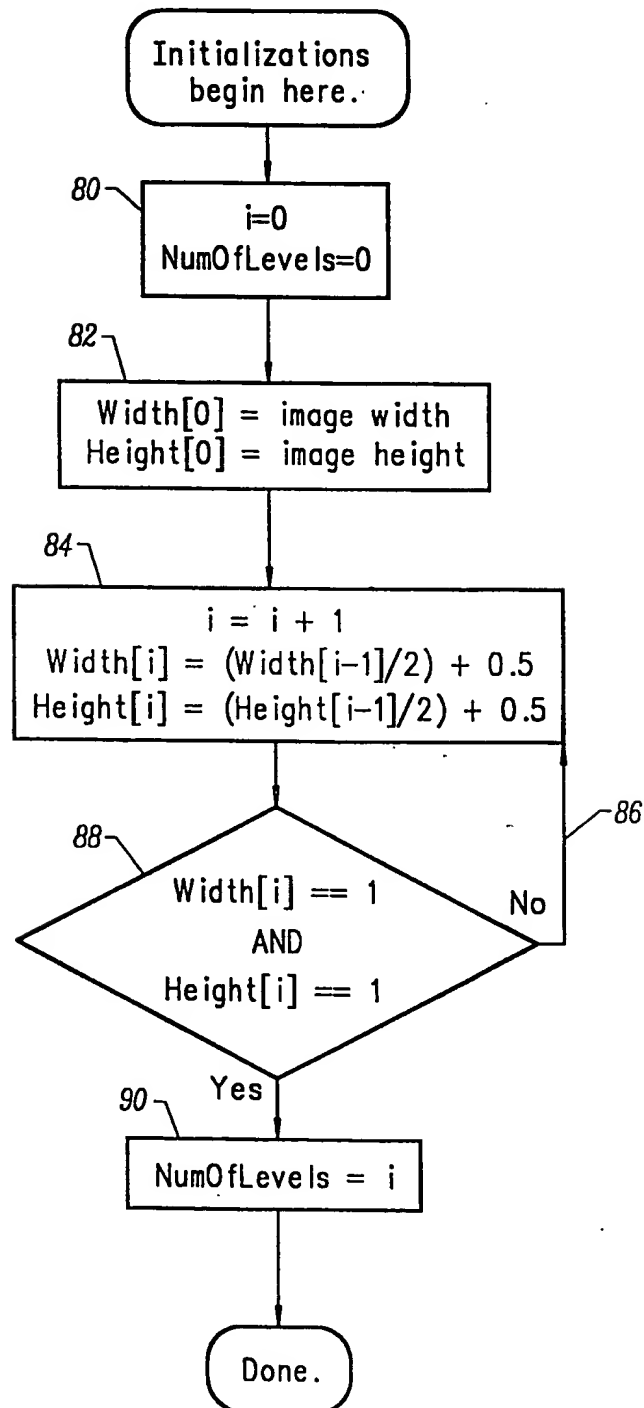 Initializations
begin here.
80
i=0
NumOfLevels=0
82
Width[0] = image width
Height[0] = image height
84
i = i + 1
Width[i] = (Width[i-1]/2) + 0.5
Height[i] = (Height[i-1]/2) + 0.5
86
88
Width[i] == 1
AND
Height[i] == 1
No
Yes
90
NumOfLevels = i
Done.